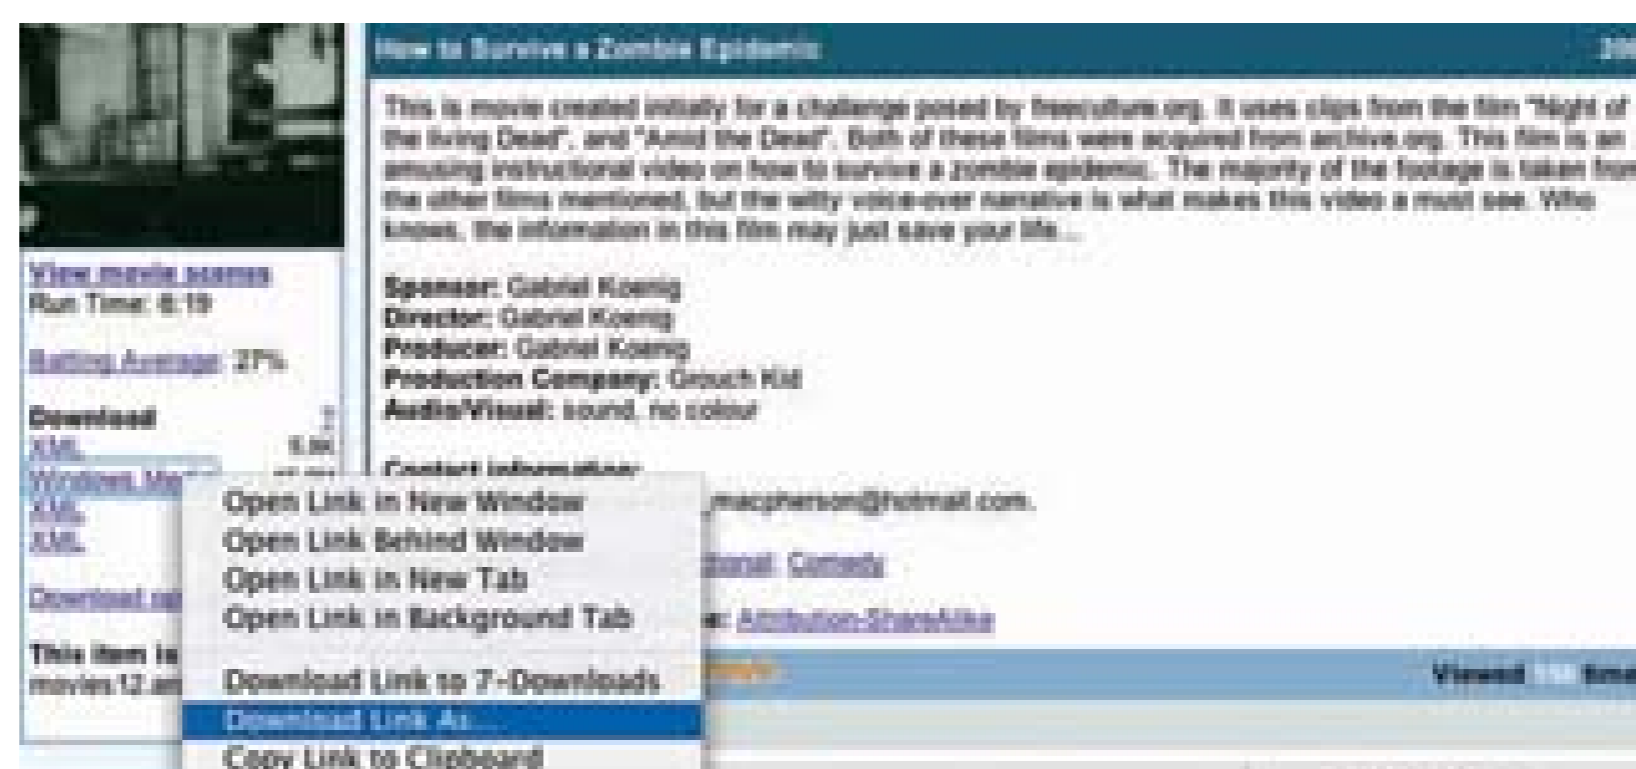 How to Survive a Zombie Epidemic
This is movie created initially for a challenge posed by freeculture.org. It uses clips from the film "Night of
the living Dead", and "Amid the Dead". Both of these films were acquired from archive.org. This film is an
amusing instructional video on how to survive a zombie epidemic. The majority of the footage is taken from
the other films mentioned, but the witty voice-over narrative is what makes this video a must see. Who
knows, the information in this film may just save your life...
View movie scenes
Run Time: 6:19
Batting Average: 27%
Download
XML
Windows
XML
XML
Download
This item is
movies12.
Sponsor: Gabriel Koenig
Director: Gabriel Koenig
Producer: Gabriel Koenig
Production Company: Grouch Kid
Audio/Visual: sound, no colour
Contact information:
macpherson@hotmail.com.
Comedy
Attribution-ShareAlike
Viewed
Open Link in New Window
Open Link Behind Window
Open Link in New Tab
Open Link in Background Tab
Download Link to 7-Downloads
Download Link As...
Copy Link to Clipboard